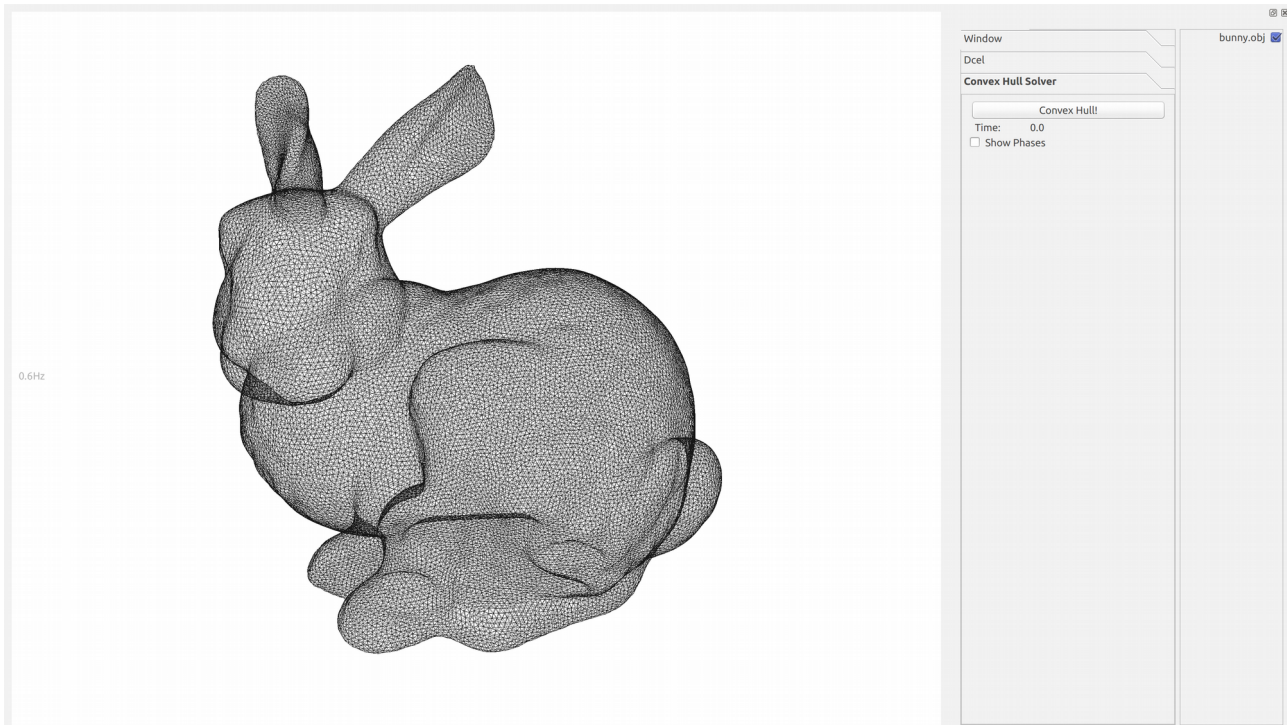 Window
bunny.obj
Dcel
Convex Hull Solver
Convex Hull!
Time: 0.0
Show Phases
0.6Hz